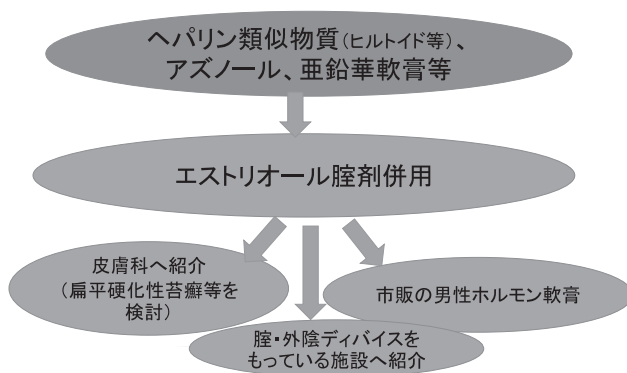 ヘパリン類似物質(ヒルトイド等)、
アズノール、亜鉛華軟膏等
エストリオール腟剤併用
皮膚科へ紹介
(扁平硬化性苔癬等を
検討)
市販の男性ホルモン軟膏
腟・外陰ディバイスを
もっている施設へ紹介